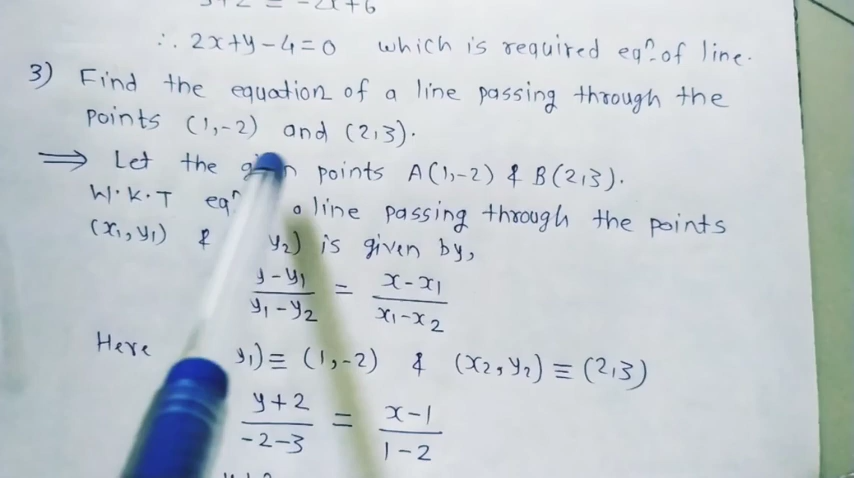 y+2 = -2x+6
∴ 2x+y-4=0 which is required eqⁿ of line.
3) Find the equation of a line passing through the
points (1,-2) and (2,3).
⇒ Let the points A(1,-2) & B(2,3).
W.K.T eqⁿ a line passing through the points
(x₁,y₁) & y₂) is given by,
y-y₁/y₁-y₂ = x-x₁/x₁-x₂
Here y₁) ≡ (1,-2) & (x₂,y₂) ≡ (2,3)
y+2/-2-3 = x-1/1-2